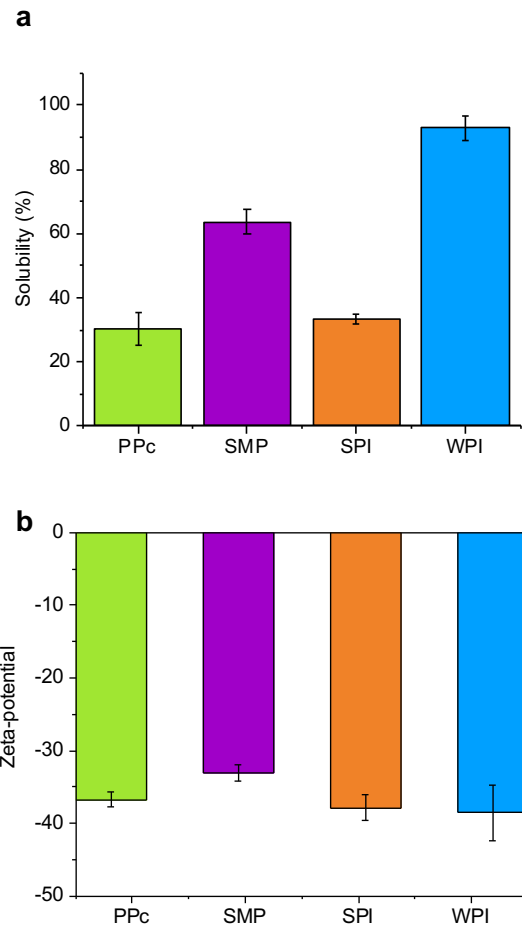 a
100
80
60
40
20
0
Solubility (%)
PPc SMP SPI WPI
b
0
-10
-20
-30
-40
-50
Zeta-potential
PPc SMP SPI WPI